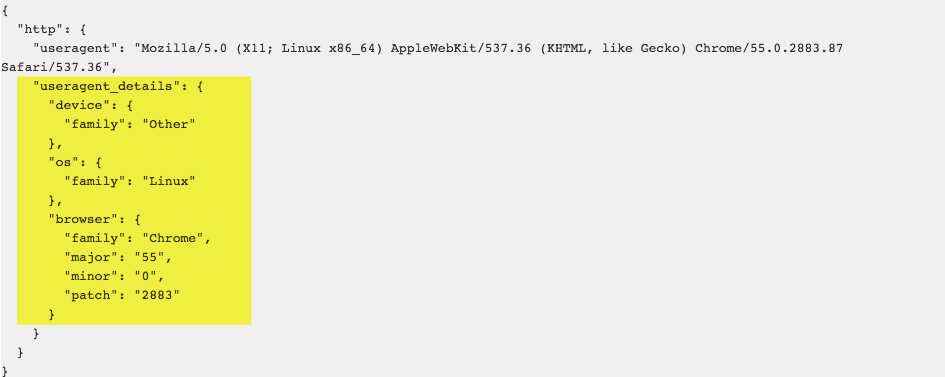 {
  "http": {
    "useragent": "Mozilla/5.0 (X11; Linux x86_64) AppleWebKit/537.36 (KHTML, like Gecko) Chrome/55.0.2883.87
Safari/537.36",
    "useragent_details": {
      "device": {
        "family": "Other"
      },
      "os": {
        "family": "Linux"
      },
      "browser": {
        "family": "Chrome",
        "major": "55",
        "minor": "0",
        "patch": "2883"
      }
    }
  }
}